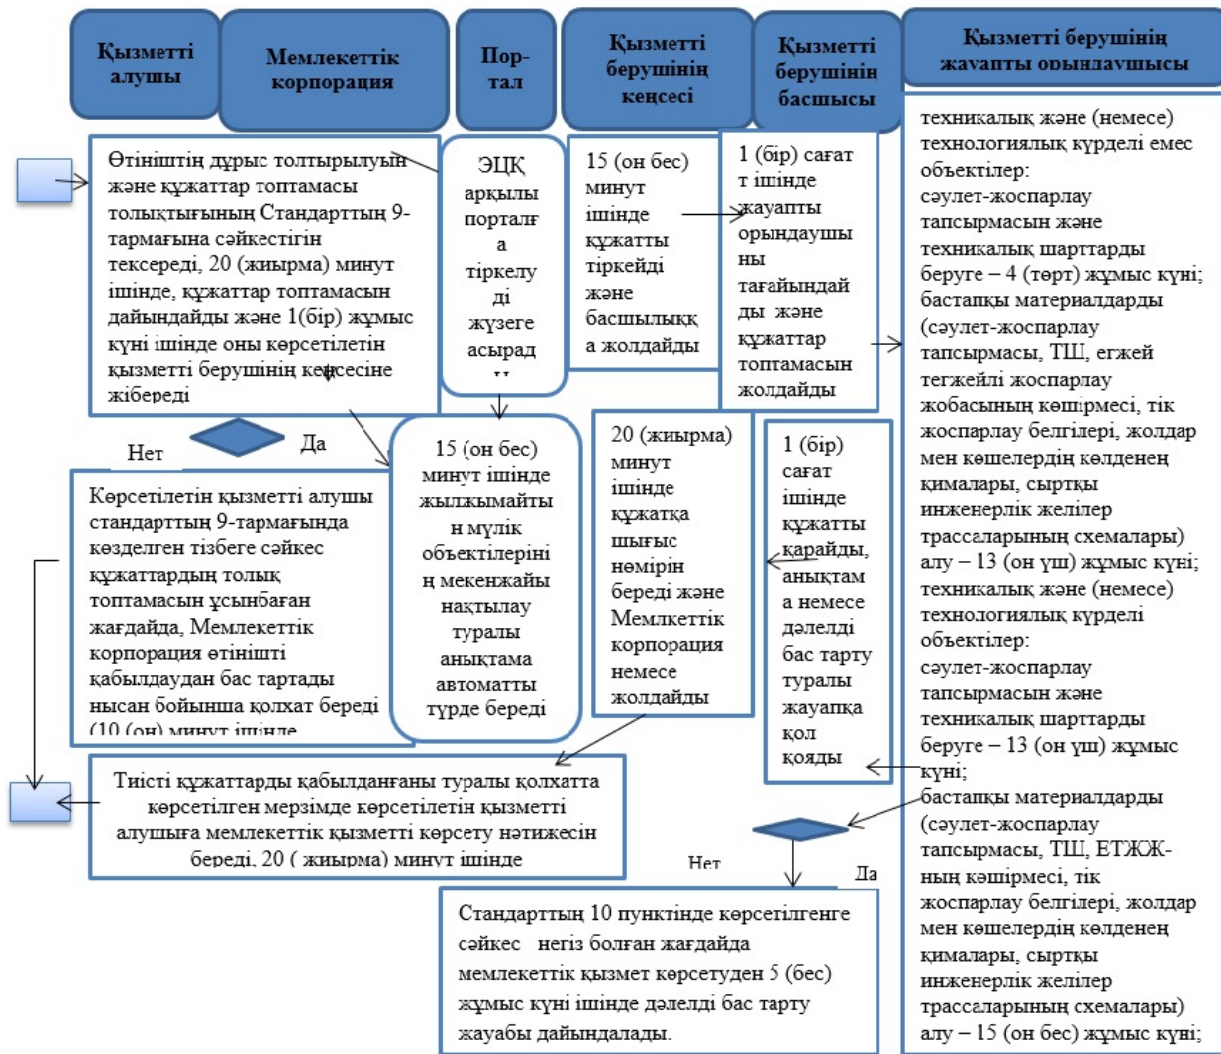 Қызметті
алушы
Мемлекеттік
корпорация
Пор-
тал
Қызметті
берушінің
кеңсесі
Қызметті
берушінің
басшысы
Қызметті берушінің
жауапты орындаушысы
Өтініштің дұрыс толтырылуын
және құжаттар топтамасы
толықтығының Стандарттың 9-
тармағына сәйкестігін
тексереді, 20 (жиырма) минут
ішінде, құжаттар топтамасын
дайындайды және 1(бір) жұмыс
күні ішінде оны көрсетілетін
қызметті берушінің кеңсесіне
жібереді
ЭЦҚ
арқылы
порталғ
а
тіркелу
ді
жүзеге
асырад
15 (он бес)
минут
ішінде
құжатты
тіркейді
және
басшылыққ
а жолдайды
1 (бір) сағат
т ішінде
жауапты
орындаушы
ны
тағайындай
ды және
құжаттар
топтамасын
жолдайды
техникалық және (немесе)
технологиялық күрделі емес
объектілер:
сәулет-жоспарлау
тапсырмасын және
техникалық шарттарды
беруге – 4 (төрт) жұмыс күні;
бастапқы материалдарды
(сәулет-жоспарлау
тапсырмасы, ТШ, егжей
тегжейлі жоспарлау
жобасының көшірмесі, тік
жоспарлау белгілері, жолдар
мен көшелердің көлденең
қималары, сыртқы
инженерлік желілер
трассаларының схемалары)
алу – 13 (он үш) жұмыс күні;
техникалық және (немесе)
технологиялық күрделі
объектілер:
сәулет-жоспарлау
тапсырмасын және
техникалық шарттарды
беруге – 13 (он үш) жұмыс
күні;
бастапқы материалдарды
(сәулет-жоспарлау
тапсырмасы, ТШ, ЕТЖЖ-
ның көшірмесі, тік
жоспарлау белгілері, жолдар
мен көшелердің көлденең
қималары, сыртқы
инженерлік желілер
трассаларының схемалары)
алу – 15 (он бес) жұмыс күні;
Нет
Да
Көрсетілетін қызметті алушы
стандарттың 9-тармағында
көзделген тізбеге сәйкес
құжаттардың толық
топтамасын ұсынбаған
жағдайда, Мемлекеттік
корпорация өтінішті
қабылдаудан бас тартады
нысан бойынша қолхат береді
(10 (он) минут ішінде
15 (он бес)
минут ішінде
жылжымайты
н мүлік
объектілеріні
ң мекенжайы
нақтылау
туралы
анықтама
автоматты
түрде береді
20 (жиырма)
минут
ішінде
құжатқа
шығыс
нөмірін
береді және
Мемлкеттік
корпорация
немесе
жолдайды
1 (бір)
сағат
ішінде
құжатты
қарайды,
анықтам
а немесе
дәлелді
бас тарту
туралы
жауапқа
қол
қояды
Тиісті құжаттарды қабылданғаны туралы қолхатта
көрсетілген мерзімде көрсетілетін қызметті
алушыға мемлекеттік қызметті көрсету нәтижесін
береді, 20 ( жиырма) минут ішінде
Нет
Да
Стандарттың 10 пунктінде көрсетілгенге
сәйкес негіз болған жағдайда
мемлекеттік қызмет көрсетуден 5 (бес)
жұмыс күні ішінде дәлелді бас тарту
жауабы дайындалады.